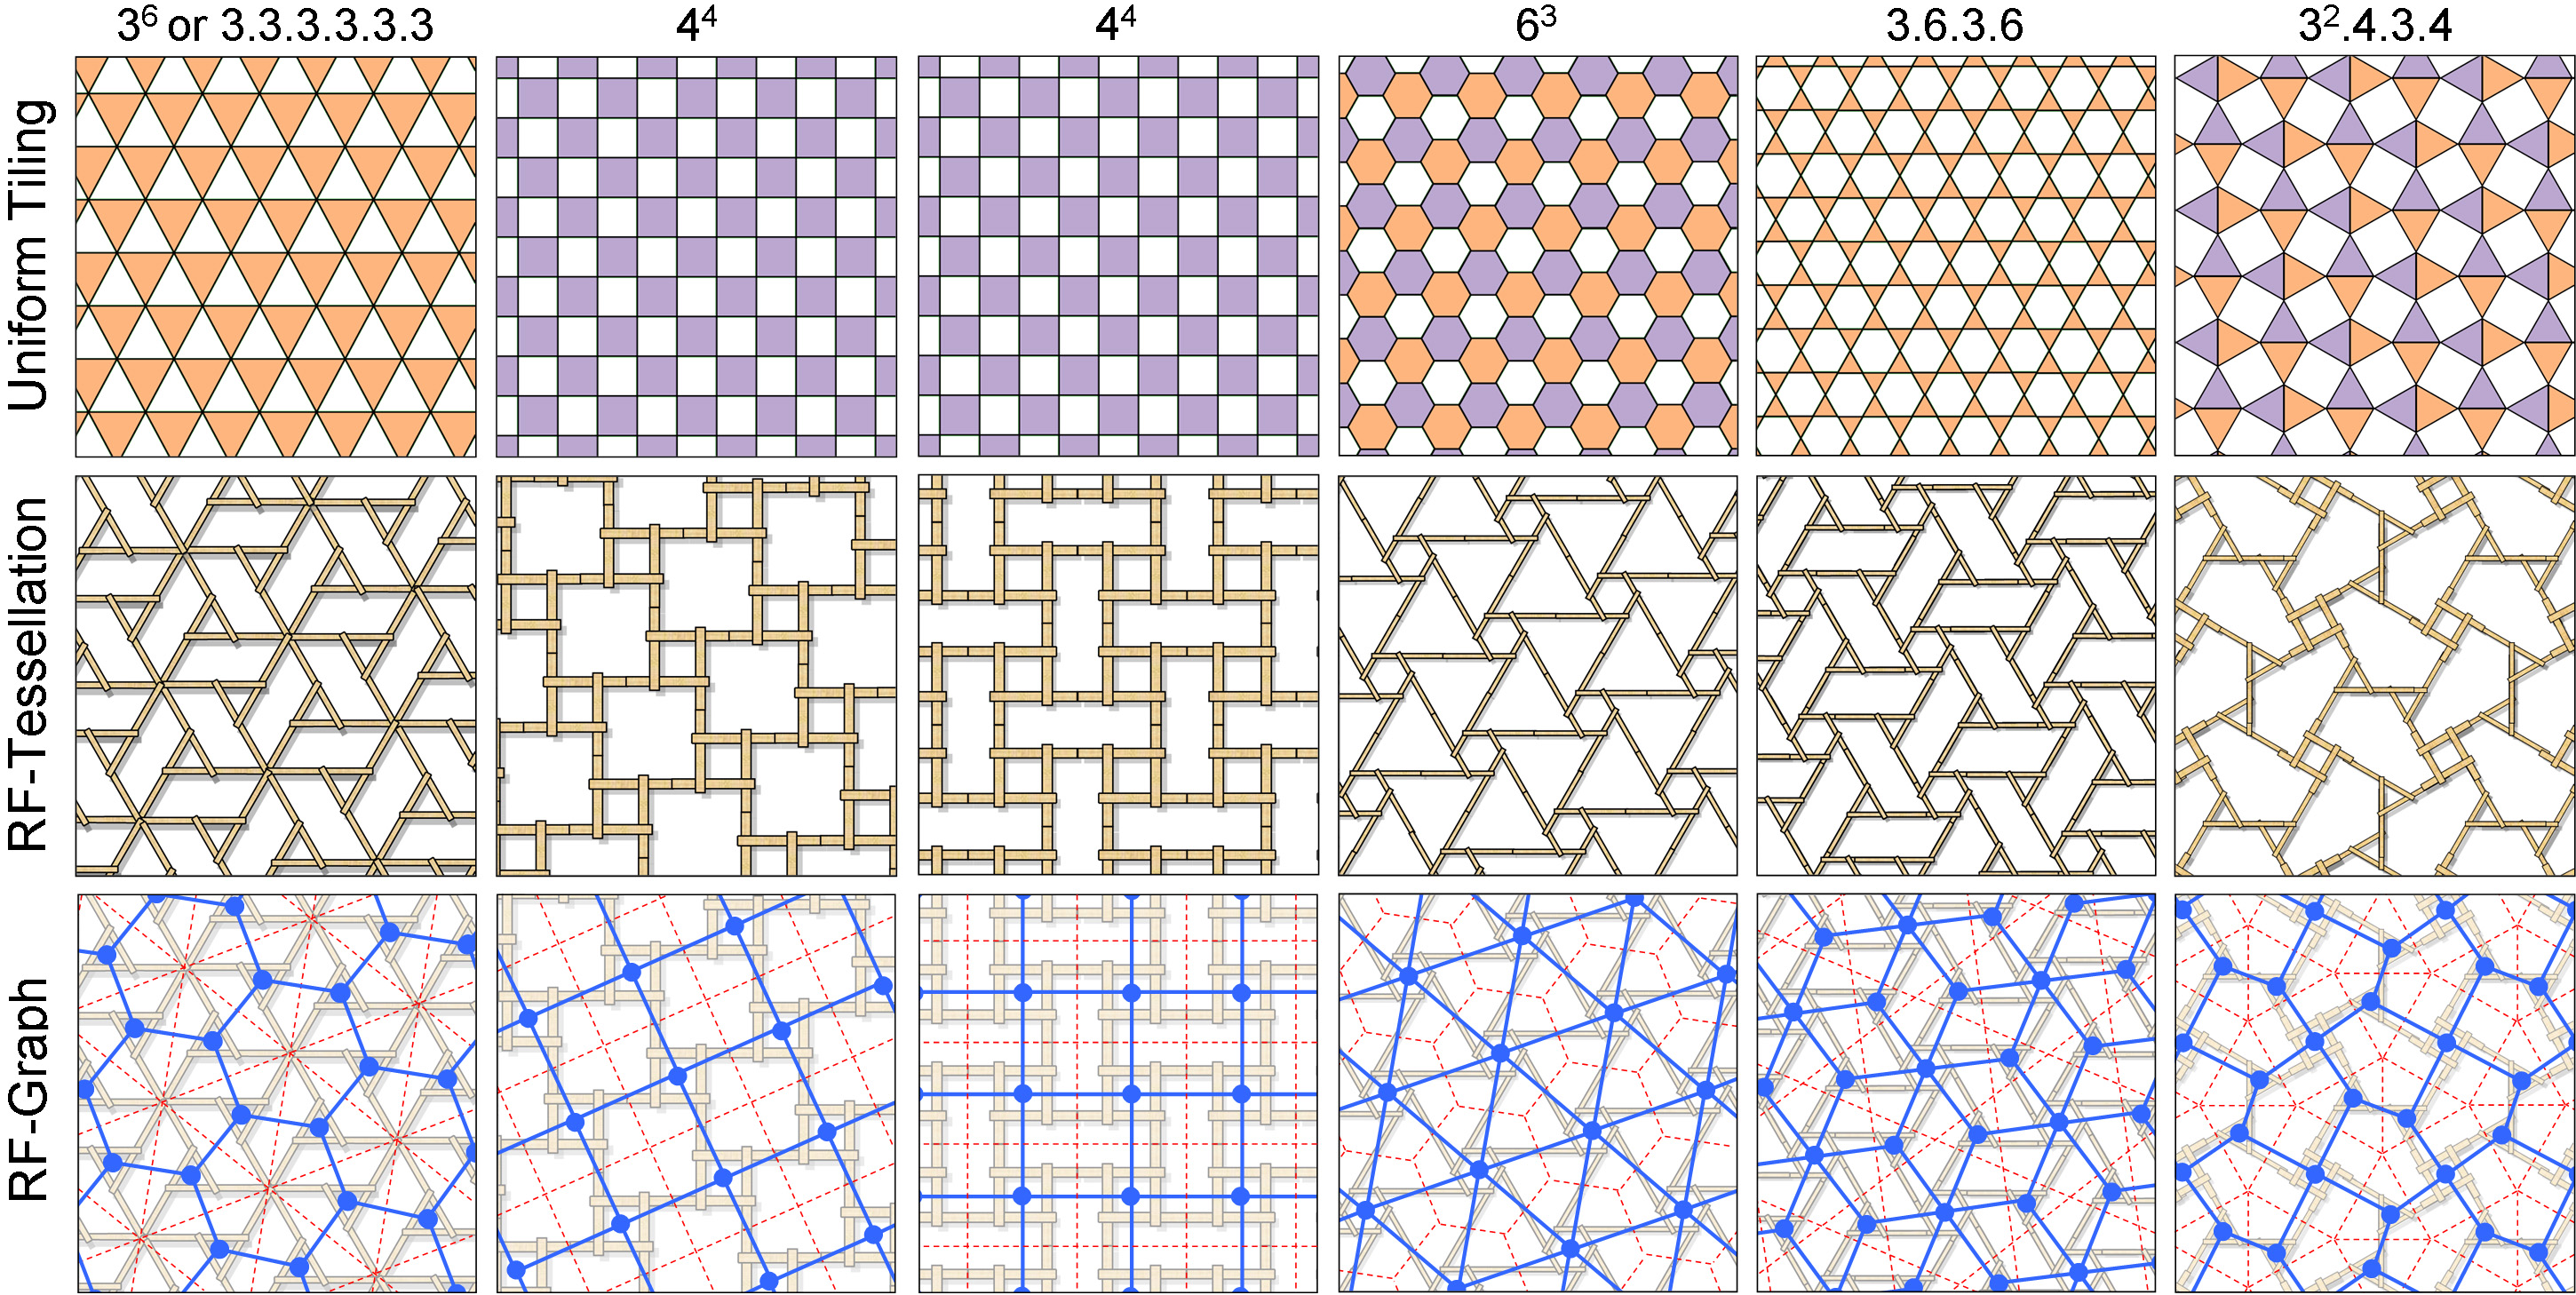 3⁶ or 3.3.3.3.3.3.3
4⁴
4⁴
6³
3.6.3.6
3².4.3.4
Uniform Tiling
RF-Tessellation
RF-Graph